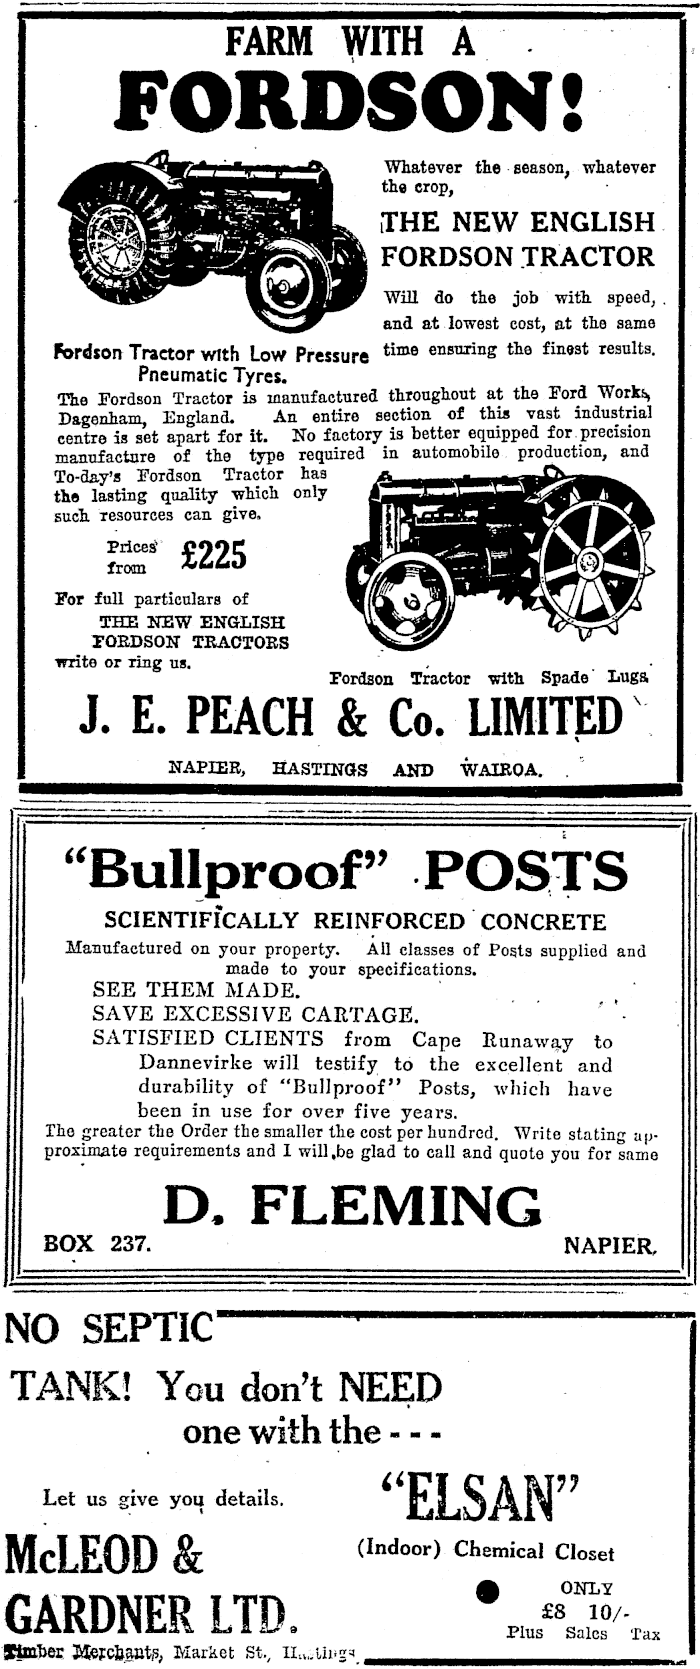 FARM WITH A
FORDSON!
Whatever the season, whatever
the crop,
THE NEW ENGLISH
FORDSON TRACTOR
Will do the job with speed,
and at lowest cost, at the same
time ensuring the finest results.
Fordson Tractor with Low Pressure
Pneumatic Tyres.
The Fordson Tractor is manufactured throughout at the Ford Works,
Dagenham, England. An entire section of this vast industrial
centre is set apart for it. No factory is better equipped for precision
manufacture of the type required in automobile production, and
To-day's Fordson Tractor has
the lasting quality which only
such resources can give.
Prices
from £225
For full particulars of
THE NEW ENGLISH
FORDSON TRACTORS
write or ring us.
Fordson Tractor with Spade Lugs
J. E. PEACH & Co. LIMITED
NAPIER, HASTINGS AND WAIROA.
"Bullproof" POSTS
SCIENTIFICALLY REINFORCED CONCRETE
Manufactured on your property. All classes of Posts supplied and
made to your specifications.
SEE THEM MADE.
SAVE EXCESSIVE CARTAGE.
SATISFIED CLIENTS from Cape Runaway to
Dannevirke will testify to the excellent and
durability of "Bullproof" Posts, which have
been in use for over five years.
The greater the Order the smaller the cost per hundred. Write stating ap-
proximate requirements and I will be glad to call and quote you for same
D. FLEMING
BOX 237. NAPIER.
NO SEPTIC
TANK! You don't NEED
one with the - - -
"ELSAN"
Let us give you details.
(Indoor) Chemical Closet
McLEOD &
GARDNER LTD.
ONLY
£8 10/-
Plus Sales Tax
Timber Merchants, Market St., Hastings